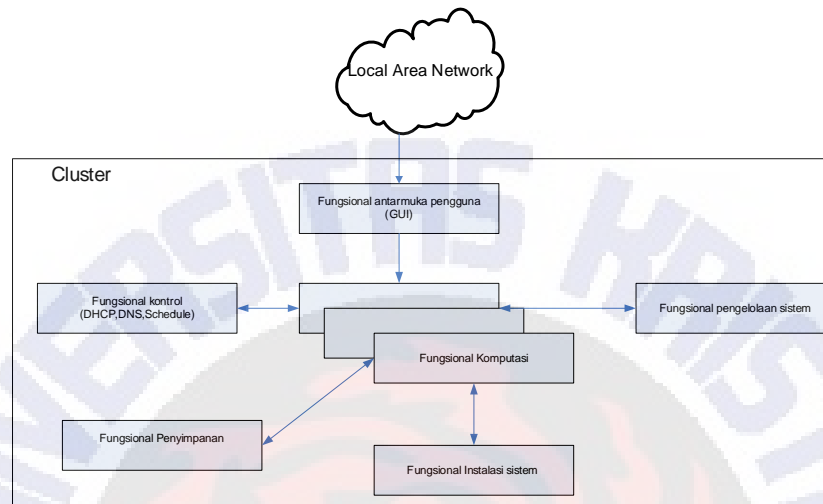 Local Area Network
Cluster
Fungsional antarmuka pengguna
(GUI)
Fungsional kontrol
(DHCP,DNS,Schedule)
Fungsional pengelolaan sistem
Fungsional Komputasi
Fungsional Penyimpanan
Fungsional Instalasi sistem